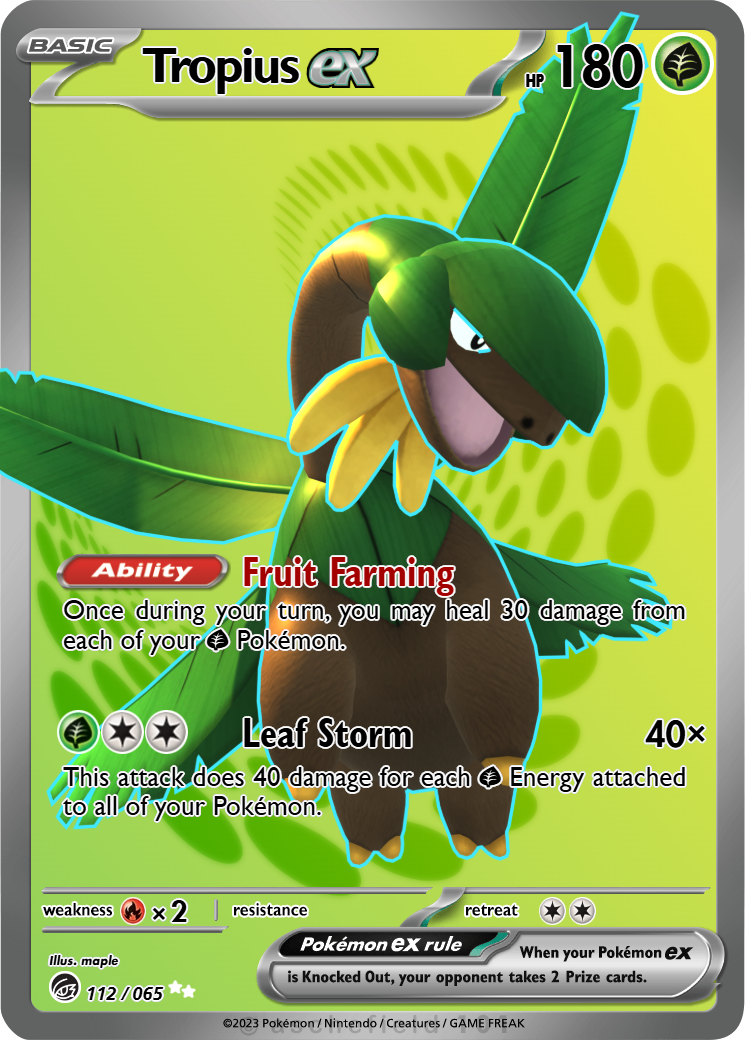 BASIC
Tropius ex
HP 180
Ability Fruit Farming
Once during your turn, you may heal 30 damage from
each of your Pokémon.
Leaf Storm 40×
This attack does 40 damage for each Energy attached
to all of your Pokémon.
weakness ×2 resistance retreat
Illus. maple
112 / 065
Pokémon ex rule
When your Pokémon ex
is Knocked Out, your opponent takes 2 Prize cards.
©2023 Pokémon / Nintendo / Creatures / GAME FREAK